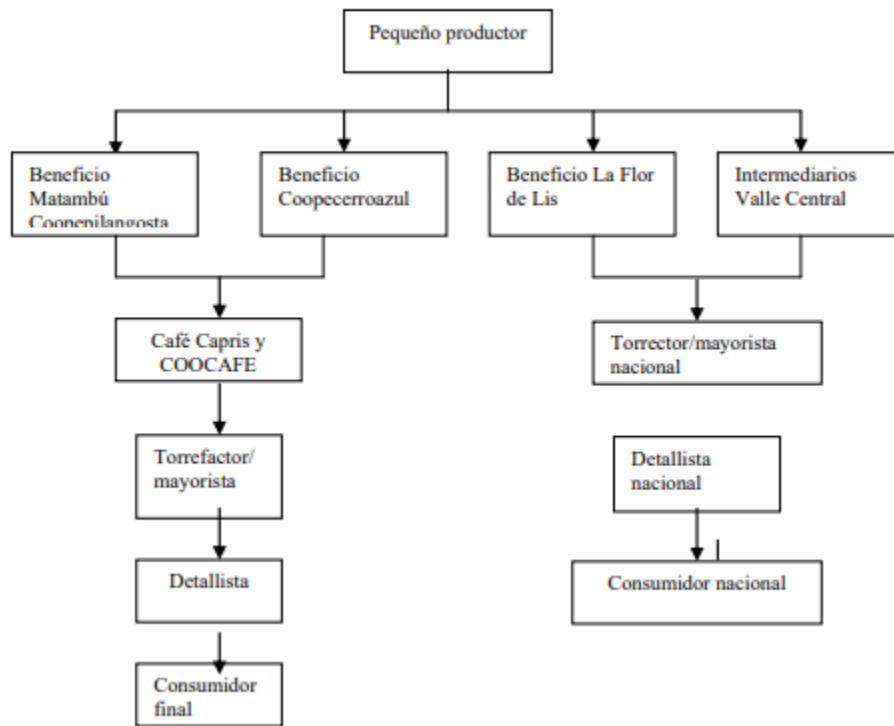 Pequeño productor
Beneficio
Matambú
Coopepilangosta
Beneficio
Coopecerroazul
Beneficio La Flor
de Lis
Intermediarios
Valle Central
Café Capris y
COOCAFE
Torrector/mayorista
nacional
Torrefactor/
mayorista
Detallista
nacional
Detallista
Consumidor nacional
Consumidor
final